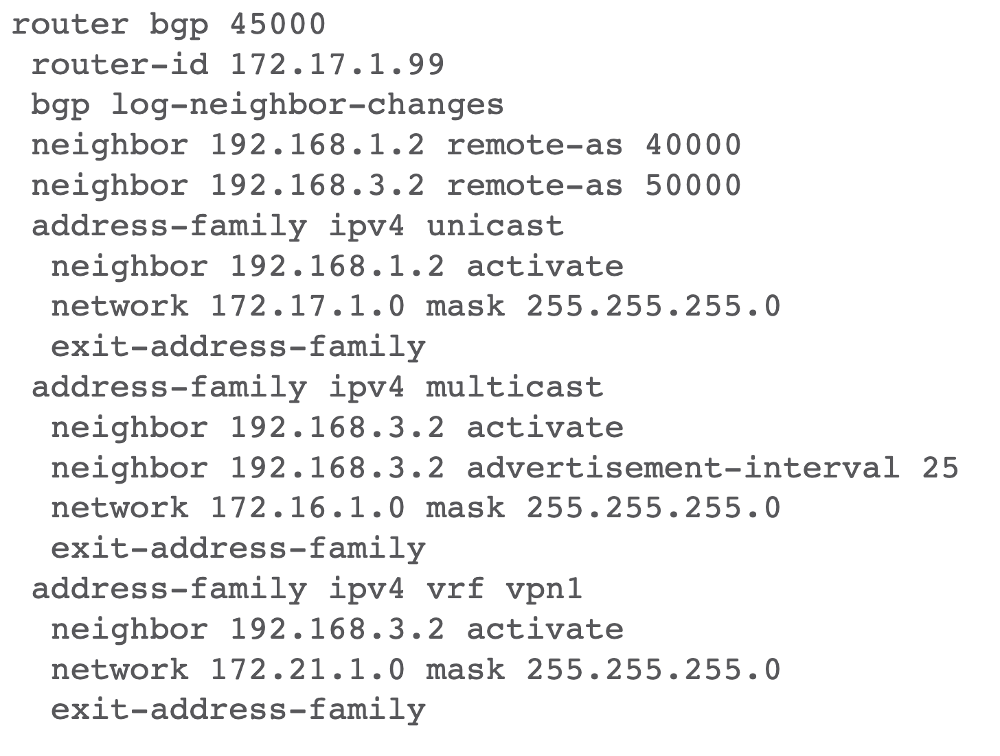 router bgp 45000
router-id 172.17.1.99
bgp log-neighbor-changes
neighbor 192.168.1.2 remote-as 40000
neighbor 192.168.3.2 remote-as 50000
address-family ipv4 unicast
neighbor 192.168.1.2 activate
network 172.17.1.0 mask 255.255.255.0
exit-address-family
address-family ipv4 multicast
neighbor 192.168.3.2 activate
neighbor 192.168.3.2 advertisement-interval 25
network 172.16.1.0 mask 255.255.255.0
exit-address-family
address-family ipv4 vrf vpn1
neighbor 192.168.3.2 activate
network 172.21.1.0 mask 255.255.255.0
exit-address-family